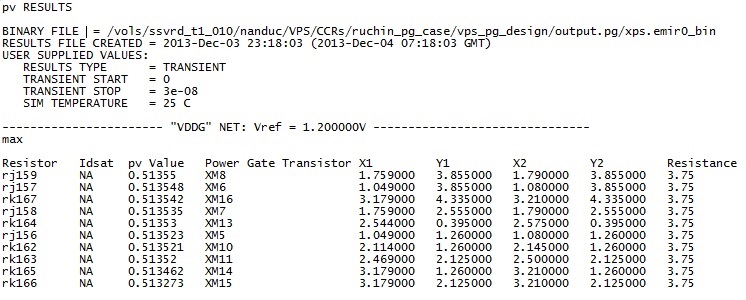 pv RESULTS
BINARY FILE | = /vols/ssvrd_t1_010/nanduc/VPS/CCRs/ruchin_pg_case/vps_pg_design/output.pg/xps.emir0_bin
RESULTS FILE CREATED = 2013-Dec-03 23:18:03 (2013-Dec-04 07:18:03 GMT)
USER SUPPLIED VALUES:
RESULTS TYPE = TRANSIENT
TRANSIENT START = 0
TRANSIENT STOP = 3e-08
SIM TEMPERATURE = 25 C
----------------------- "VDDG" NET: Vref = 1.200000V -------------------------------
max
Resistor Idsat pv Value Power Gate Transistor X1 Y1 X2 Y2 Resistance
rj159 NA 0.51355 XM8 1.759000 3.855000 1.790000 3.855000 3.75
rj157 NA 0.513548 XM6 1.049000 3.855000 1.080000 3.855000 3.75
rk167 NA 0.513542 XM16 3.179000 4.335000 3.210000 4.335000 3.75
rj158 NA 0.513535 XM7 1.759000 2.555000 1.790000 2.555000 3.75
rk164 NA 0.51353 XM13 2.544000 0.395000 2.575000 0.395000 3.75
rj156 NA 0.513523 XM5 1.049000 1.260000 1.080000 1.260000 3.75
rk162 NA 0.513521 XM10 2.114000 1.260000 2.145000 1.260000 3.75
rk163 NA 0.51352 XM11 2.469000 2.125000 2.500000 2.125000 3.75
rk165 NA 0.513462 XM14 3.179000 1.260000 3.210000 1.260000 3.75
rk166 NA 0.513273 XM15 3.179000 2.125000 3.210000 2.125000 3.75